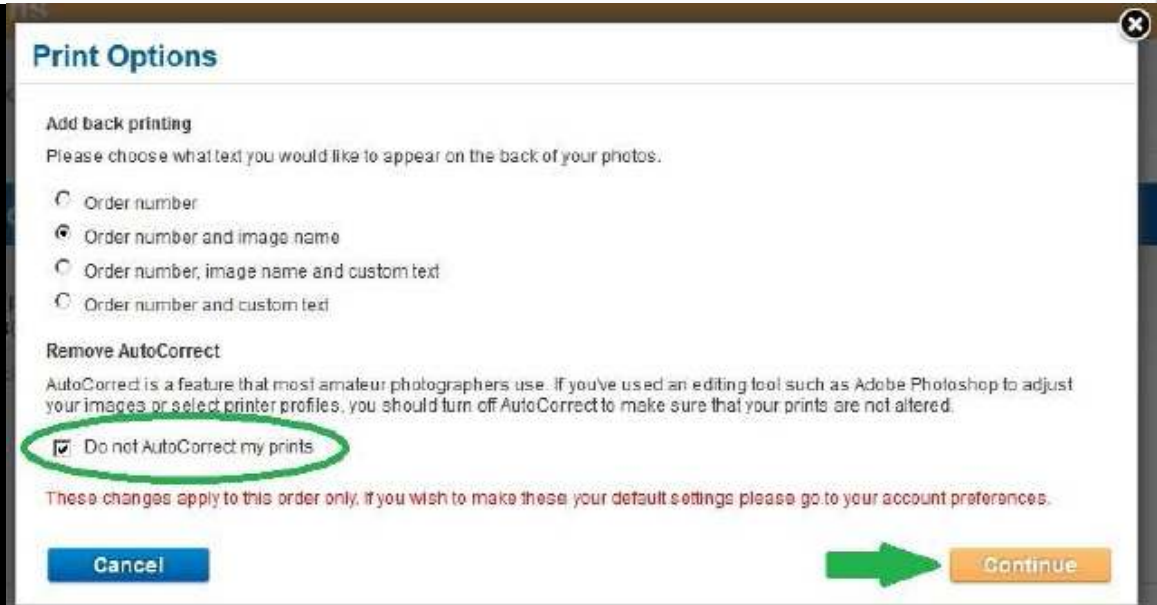 Print Options
Add back printing
Please choose what text you would like to appear on the back of your photos.
Order number
Order number and image name
Order number, image name and custom text
Order number and custom text
Remove AutoCorrect
AutoCorrect is a feature that most amateur photographers use. If you've used an editing tool such as Adobe Photoshop to adjust
your images or select printer profiles, you should turn off AutoCorrect to make sure that your prints are not altered.
Do not AutoCorrect my prints
These changes apply to this order only. If you wish to make these your default settings please go to your account preferences.
Cancel
Continue